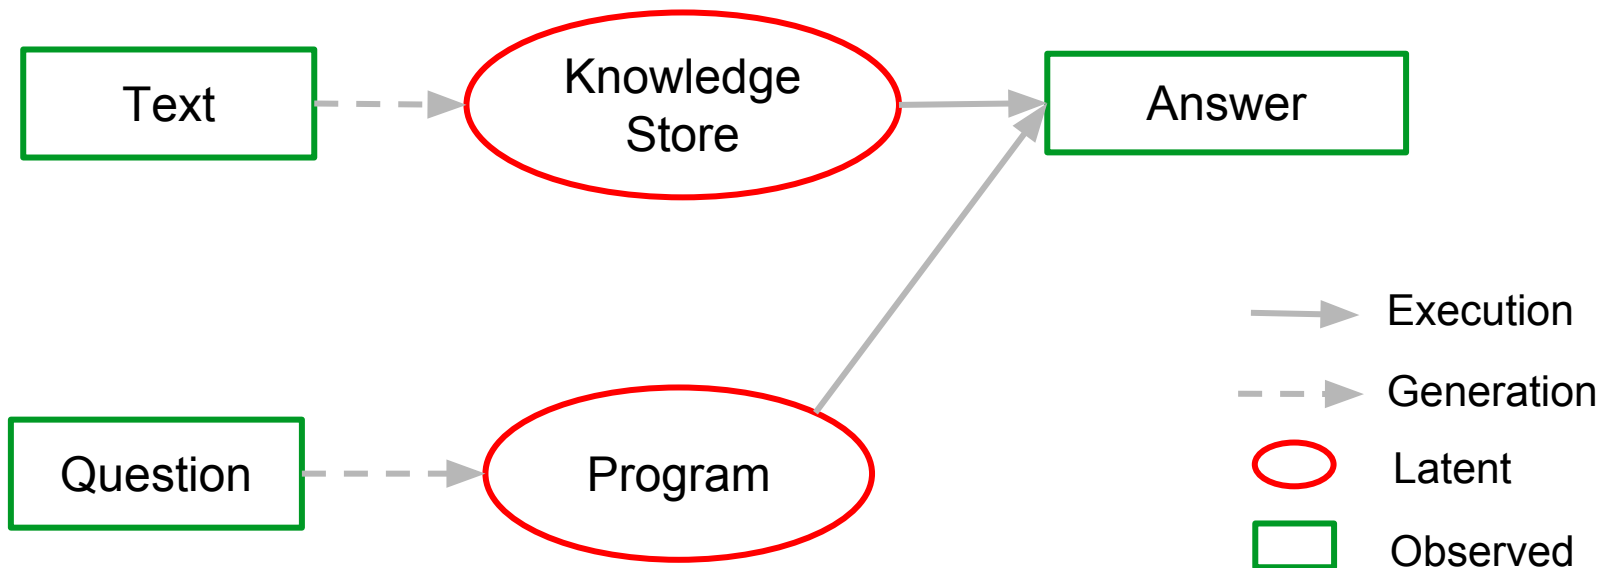 Text
Knowledge
Store
Answer
Question
Program
Execution
Generation
Latent
Observed